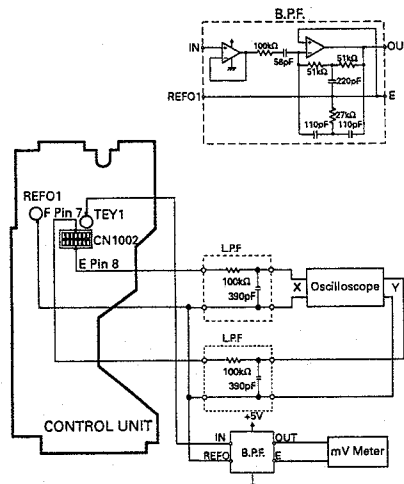 B.P.F.
IN
100kΩ
56pF
OU
51kΩ
51kΩ
220pF
REFO1
E
27kΩ
110pF
110pF
REFO1
F Pin 7
TEY1
CN1002
E Pin 8
L.P.F
100kΩ
390pF
X
Oscilloscope
Y
L.P.F
100kΩ
390pF
+5V
CONTROL UNIT
IN
OUT
REFO
B.P.F.
E
mV Meter